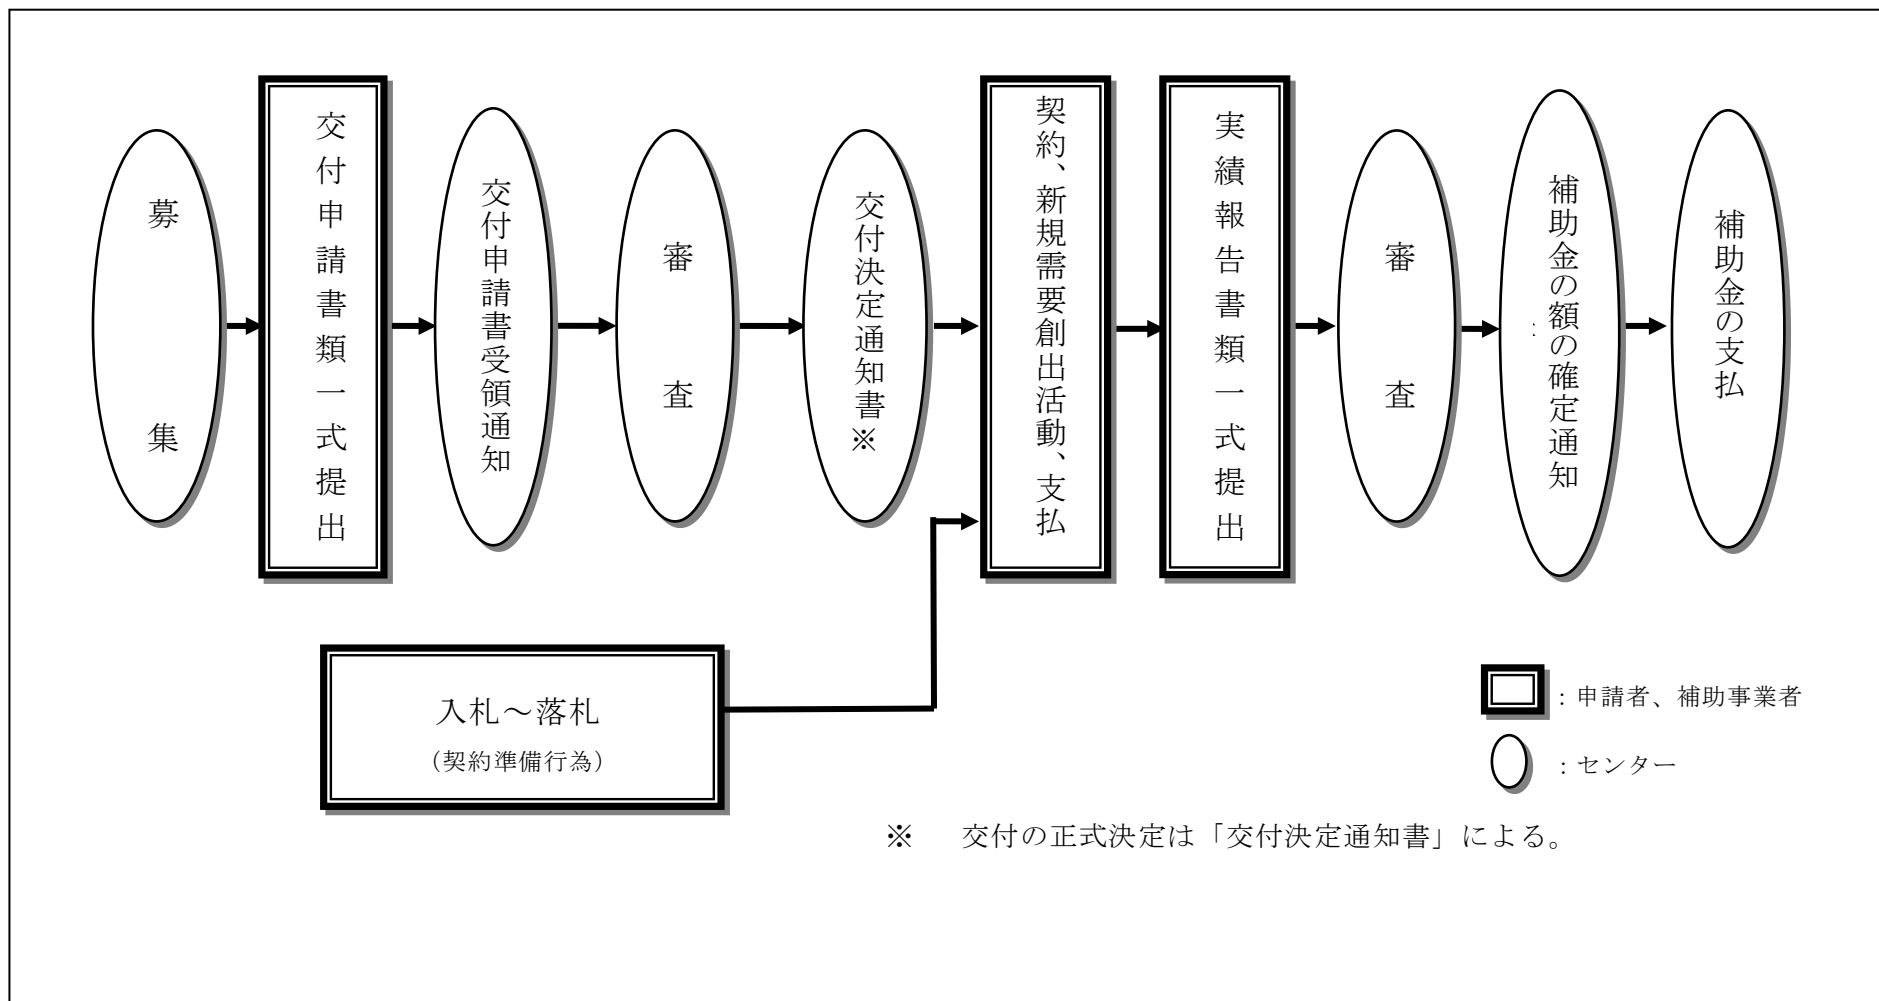 募集
交付申請書類一式提出
交付申請書受領通知
審査
交付決定通知書※
契約、新規需要創出活動、支払
実績報告書類一式提出
審査
補助金の額の確定通知
補助金の支払
入札～落札
（契約準備行為）
：申請者、補助事業者
：センター
※　交付の正式決定は「交付決定通知書」による。